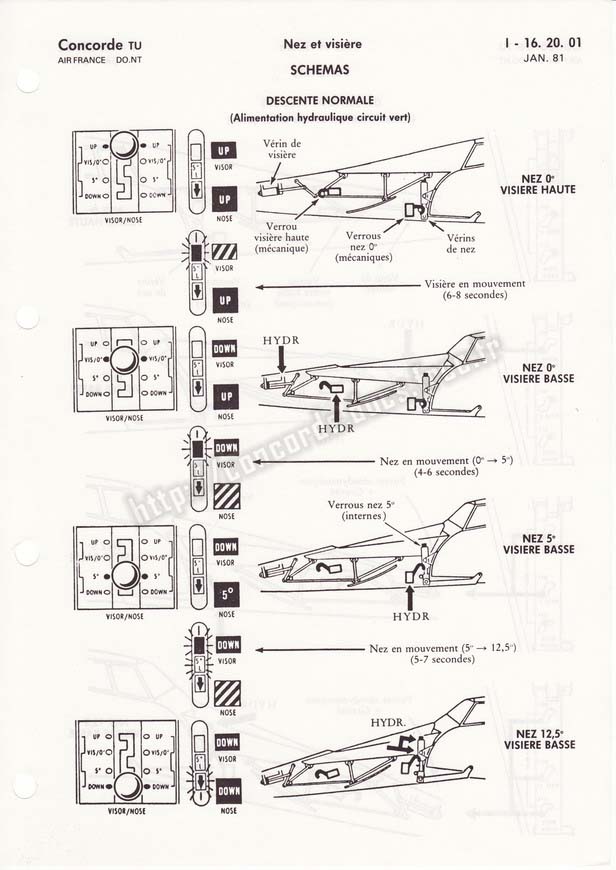 Concorde TU
AIR FRANCE DO.NT
Nez et visière
SCHEMAS
I - 16. 20. 01
JAN. 81
DESCENTE NORMALE
(Alimentation hydraulique circuit vert)
UP
VIS/0°
5°
DOWN
UP
VIS/0°
5°
DOWN
VISOR/NOSE
5°
UP
VISOR
UP
NOSE
Vérin de
visière
Verrou
visière haute
(mécanique)
Verrous
nez 0°
(mécaniques)
Vérins
de nez
NEZ 0°
VISIERE HAUTE
VISOR
UP
NOSE
Visière en mouvement
(6-8 secondes)
UP
VIS/0°
5°
DOWN
UP
VIS/0°
5°
DOWN
VISOR/NOSE
5°
DOWN
VISOR
UP
NOSE
HYDR
HYDR
NEZ 0°
VISIERE BASSE
DOWN
VISOR
NOSE
Nez en mouvement (0° → 5°)
(4-6 secondes)
UP
VIS/0°
5°
DOWN
UP
VIS/0°
5°
DOWN
VISOR/NOSE
5°
DOWN
VISOR
5°
NOSE
Verrous nez 5°
(internes)
HYDR
NEZ 5°
VISIERE BASSE
DOWN
VISOR
NOSE
Nez en mouvement (5° → 12,5°)
(5-7 secondes)
UP
VIS/0°
5°
DOWN
UP
VIS/0°
5°
DOWN
VISOR/NOSE
5°
DOWN
VISOR
DOWN
NOSE
HYDR.
NEZ 12,5°
VISIERE BASSE